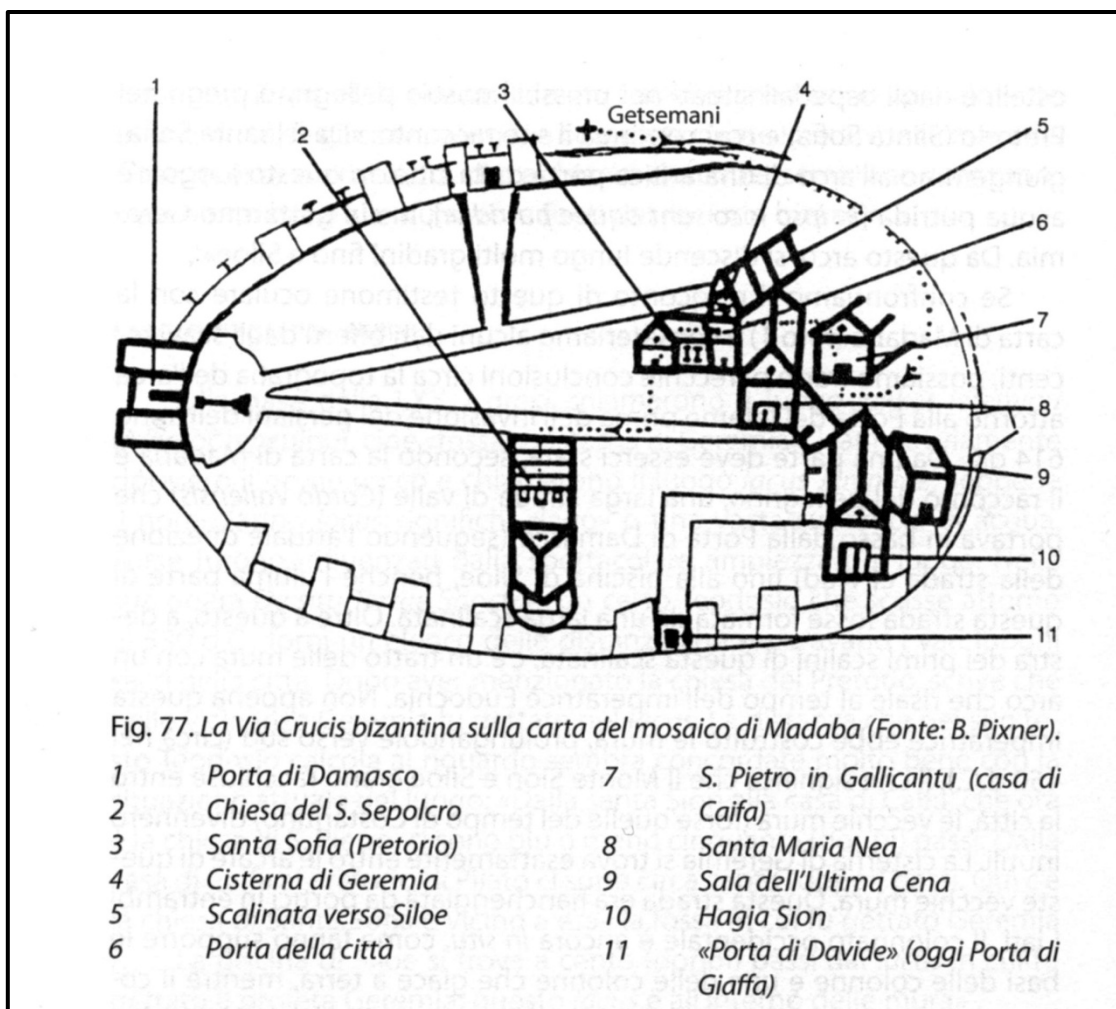 1
3
4
Getsemani
2
5
6
7
8
9
10
11
Fig. 77. La Via Crucis bizantina sulla carta del mosaico di Madaba (Fonte: B. Pixner).
1 Porta di Damasco
2 Chiesa del S. Sepolcro
3 Santa Sofia (Pretorio)
4 Cisterna di Geremia
5 Scalinata verso Siloe
6 Porta della città
7 S. Pietro in Gallicantu (casa di
Caifa)
8 Santa Maria Nea
9 Sala dell'Ultima Cena
10 Hagia Sion
11 «Porta di Davide» (oggi Porta di
Giaffa)